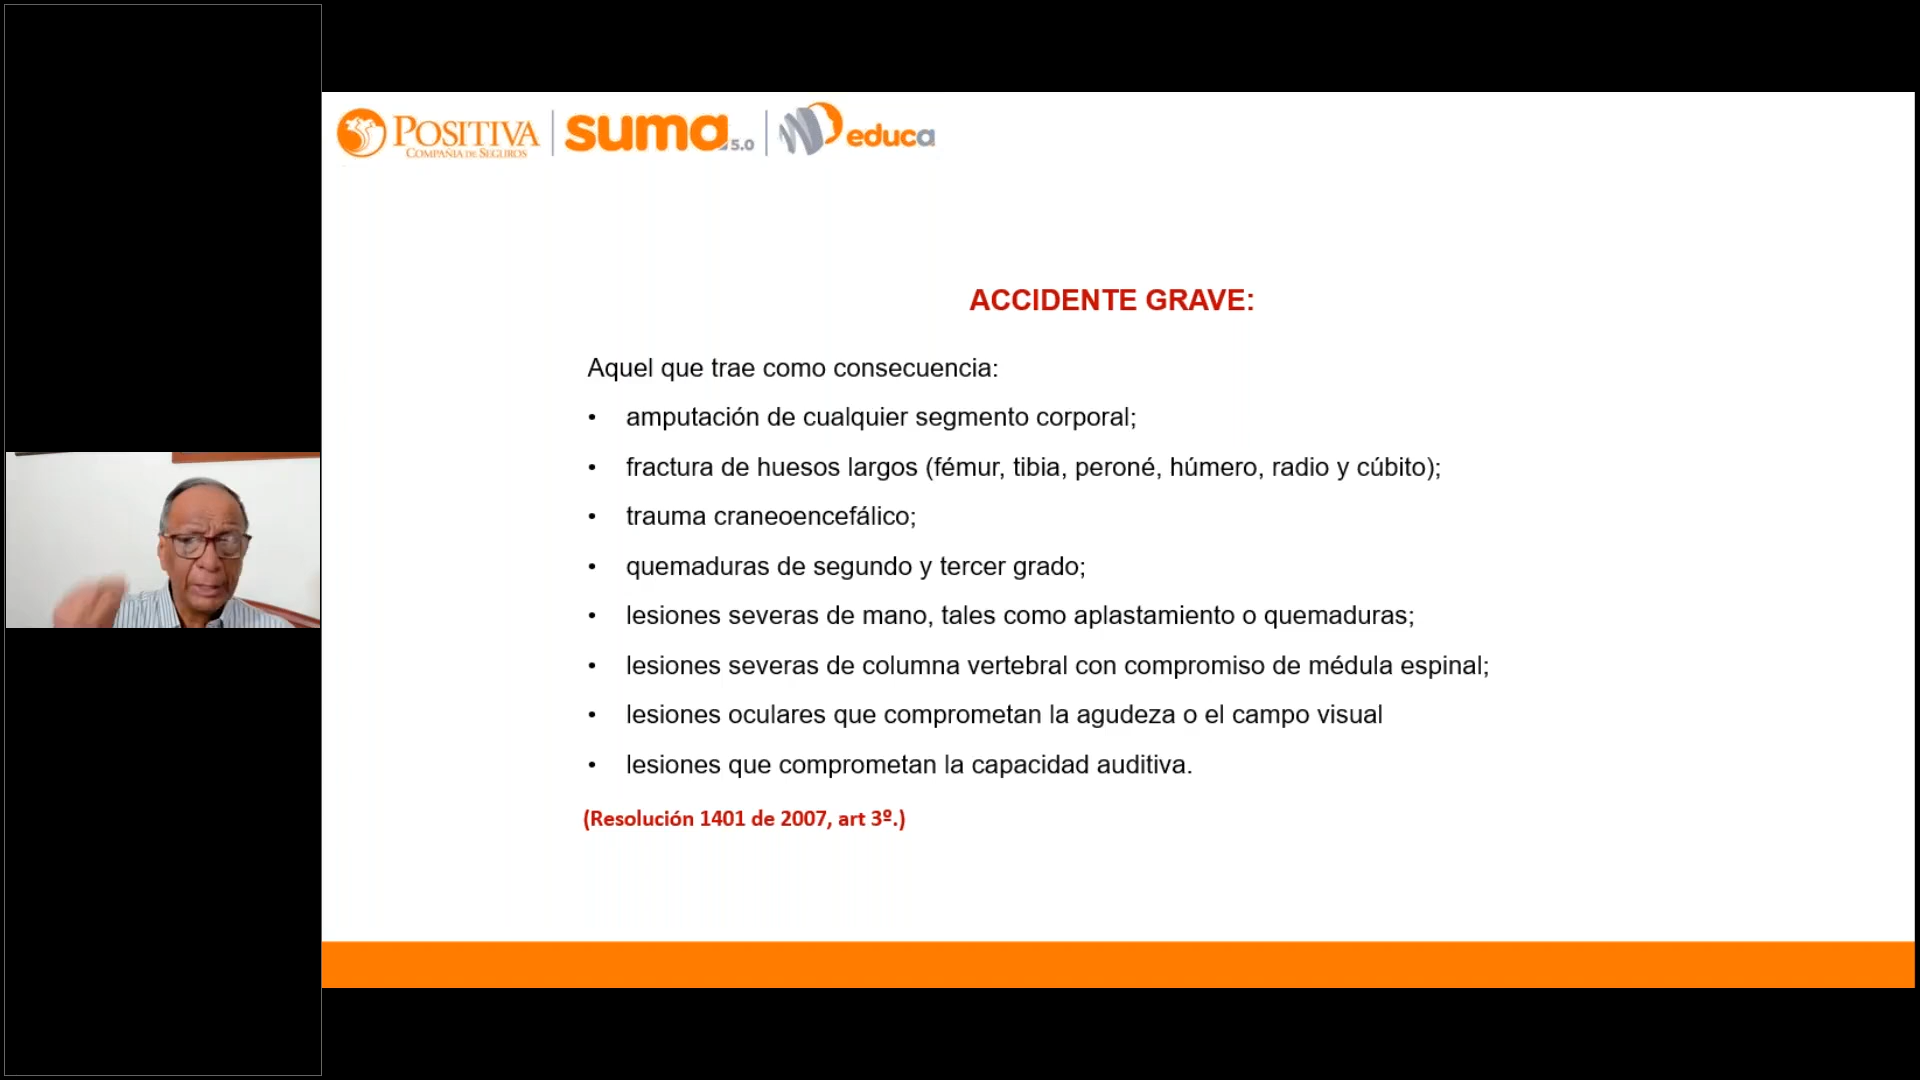 POSITIVA
COMPAÑIA DE SEGUROS
suma 5.0
educa
ACCIDENTE GRAVE:
Aquel que trae como consecuencia:
• amputación de cualquier segmento corporal;
• fractura de huesos largos (fémur, tibia, peroné, húmero, radio y cúbito);
• trauma craneoencefálico;
• quemaduras de segundo y tercer grado;
• lesiones severas de mano, tales como aplastamiento o quemaduras;
• lesiones severas de columna vertebral con compromiso de médula espinal;
• lesiones oculares que comprometan la agudeza o el campo visual
• lesiones que comprometan la capacidad auditiva.
(Resolución 1401 de 2007, art 3º.)